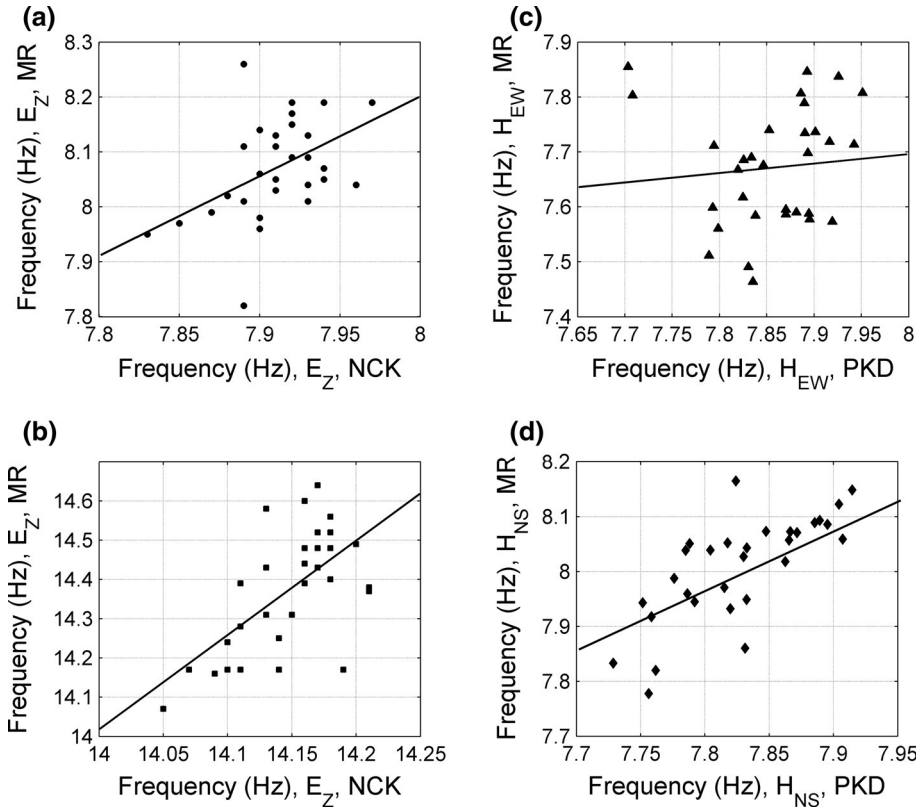 (a)
8.3
8.2
8.1
8
7.9
7.8
7.8 7.85 7.9 7.95 8
Frequency (Hz), E_Z, MR
Frequency (Hz), E_Z, NCK
(c)
7.9
7.8
7.7
7.6
7.5
7.4
7.65 7.7 7.75 7.8 7.85 7.9 7.95 8
Frequency (Hz), H_EW, MR
Frequency (Hz), H_EW, PKD
(b)
14.6
14.5
14.4
14.3
14.2
14.1
14
14 14.05 14.1 14.15 14.2 14.25
Frequency (Hz), E_Z, MR
Frequency (Hz), E_Z, NCK
(d)
8.2
8.1
8
7.9
7.8
7.7
7.7 7.75 7.8 7.85 7.9 7.95
Frequency (Hz), H_NS, MR
Frequency (Hz), H_NS, PKD